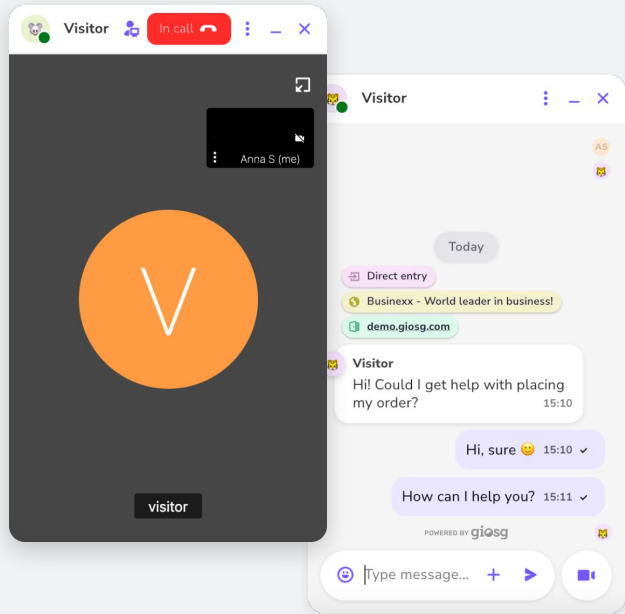 Visitor
In call
Anna S (me)
V
visitor
Visitor
AS
Today
Direct entry
Businexx - World leader in business!
demo.giosg.com
Visitor
Hi! Could I get help with placing
my order?
15:10
Hi, sure 😊 15:10
How can I help you? 15:11
POWERED BY giosg
Type message...